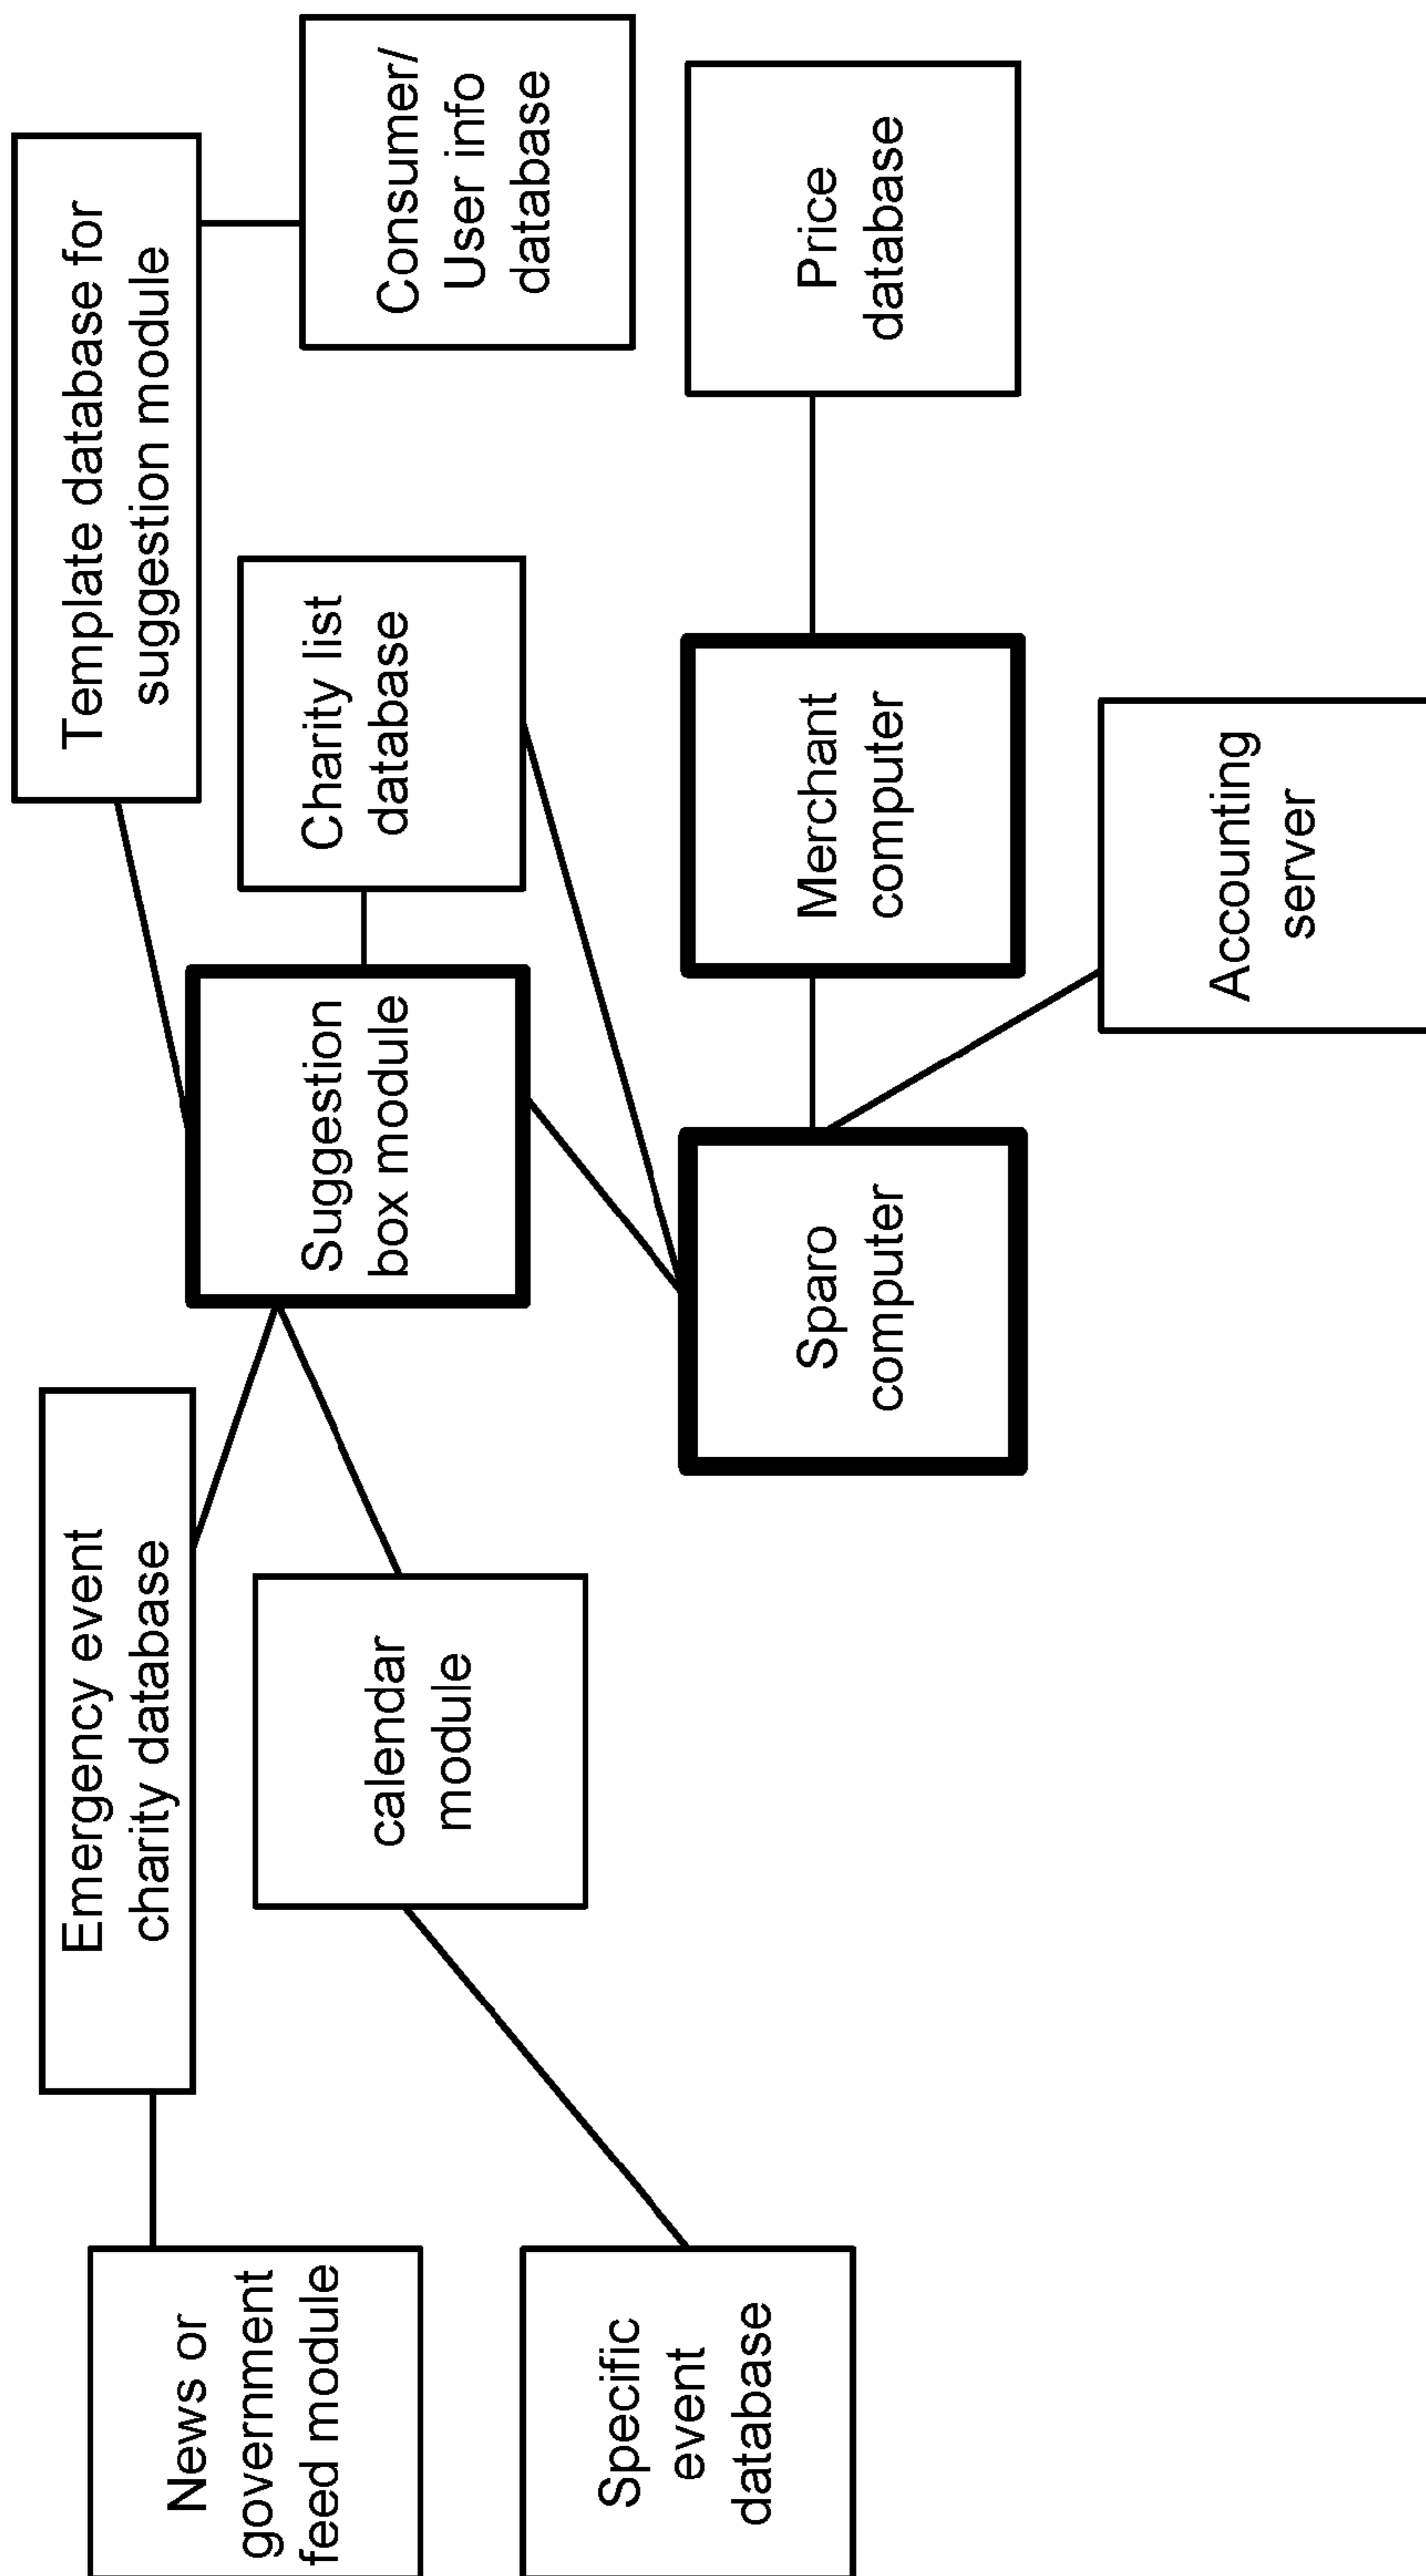 News or
government
feed module
Emergency event
charity database
Template database for
suggestion module
Suggestion
box module
Charity list
database
Consumer/
User info
database
calendar
module
Specific
event
database
Sparo
computer
Merchant
computer
Price
database
Accounting
server